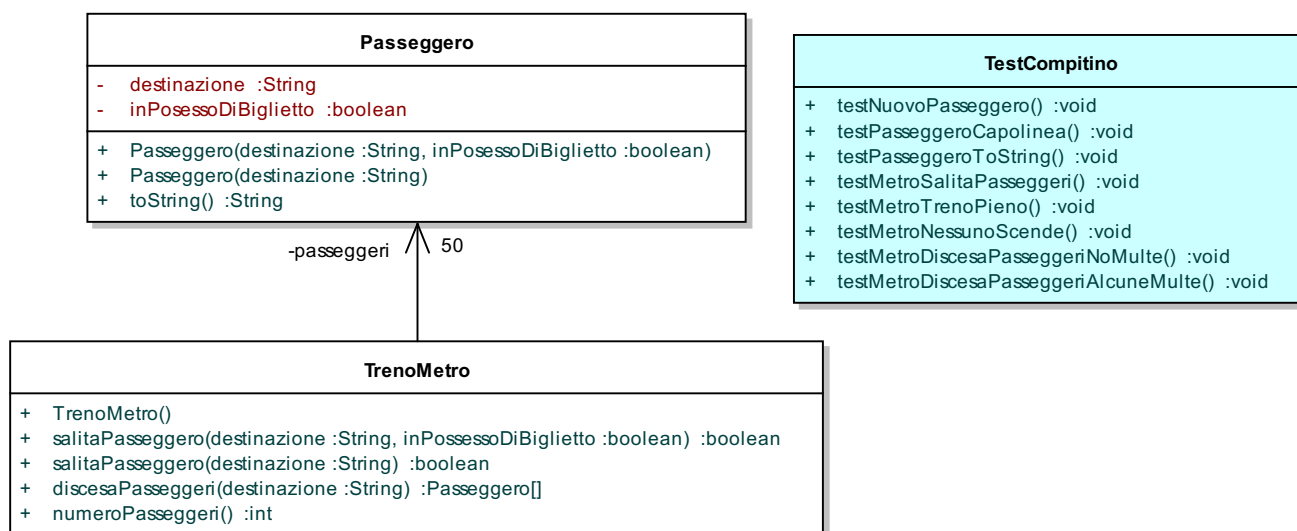 Passeggero
- destinazione :String
- inPosessoDiBiglietto :boolean
+ Passeggero(destinazione :String, inPosessoDiBiglietto :boolean)
+ Passeggero(destinazione :String)
+ toString() :String
TestCompitino
+ testNuovoPasseggero() :void
+ testPasseggeroCapolinea() :void
+ testPasseggeroToString() :void
+ testMetroSalitaPasseggeri() :void
+ testMetroTrenoPieno() :void
+ testMetroNessunoScende() :void
+ testMetroDiscesaPasseggeriNoMulte() :void
+ testMetroDiscesaPasseggeriAlcuneMulte() :void
-passeggeri 50
TrenoMetro
+ TrenoMetro()
+ salitaPasseggero(destinazione :String, inPossessoDiBiglietto :boolean) :boolean
+ salitaPasseggero(destinazione :String) :boolean
+ discesaPasseggeri(destinazione :String) :Passeggero[]
+ numeroPasseggeri() :int